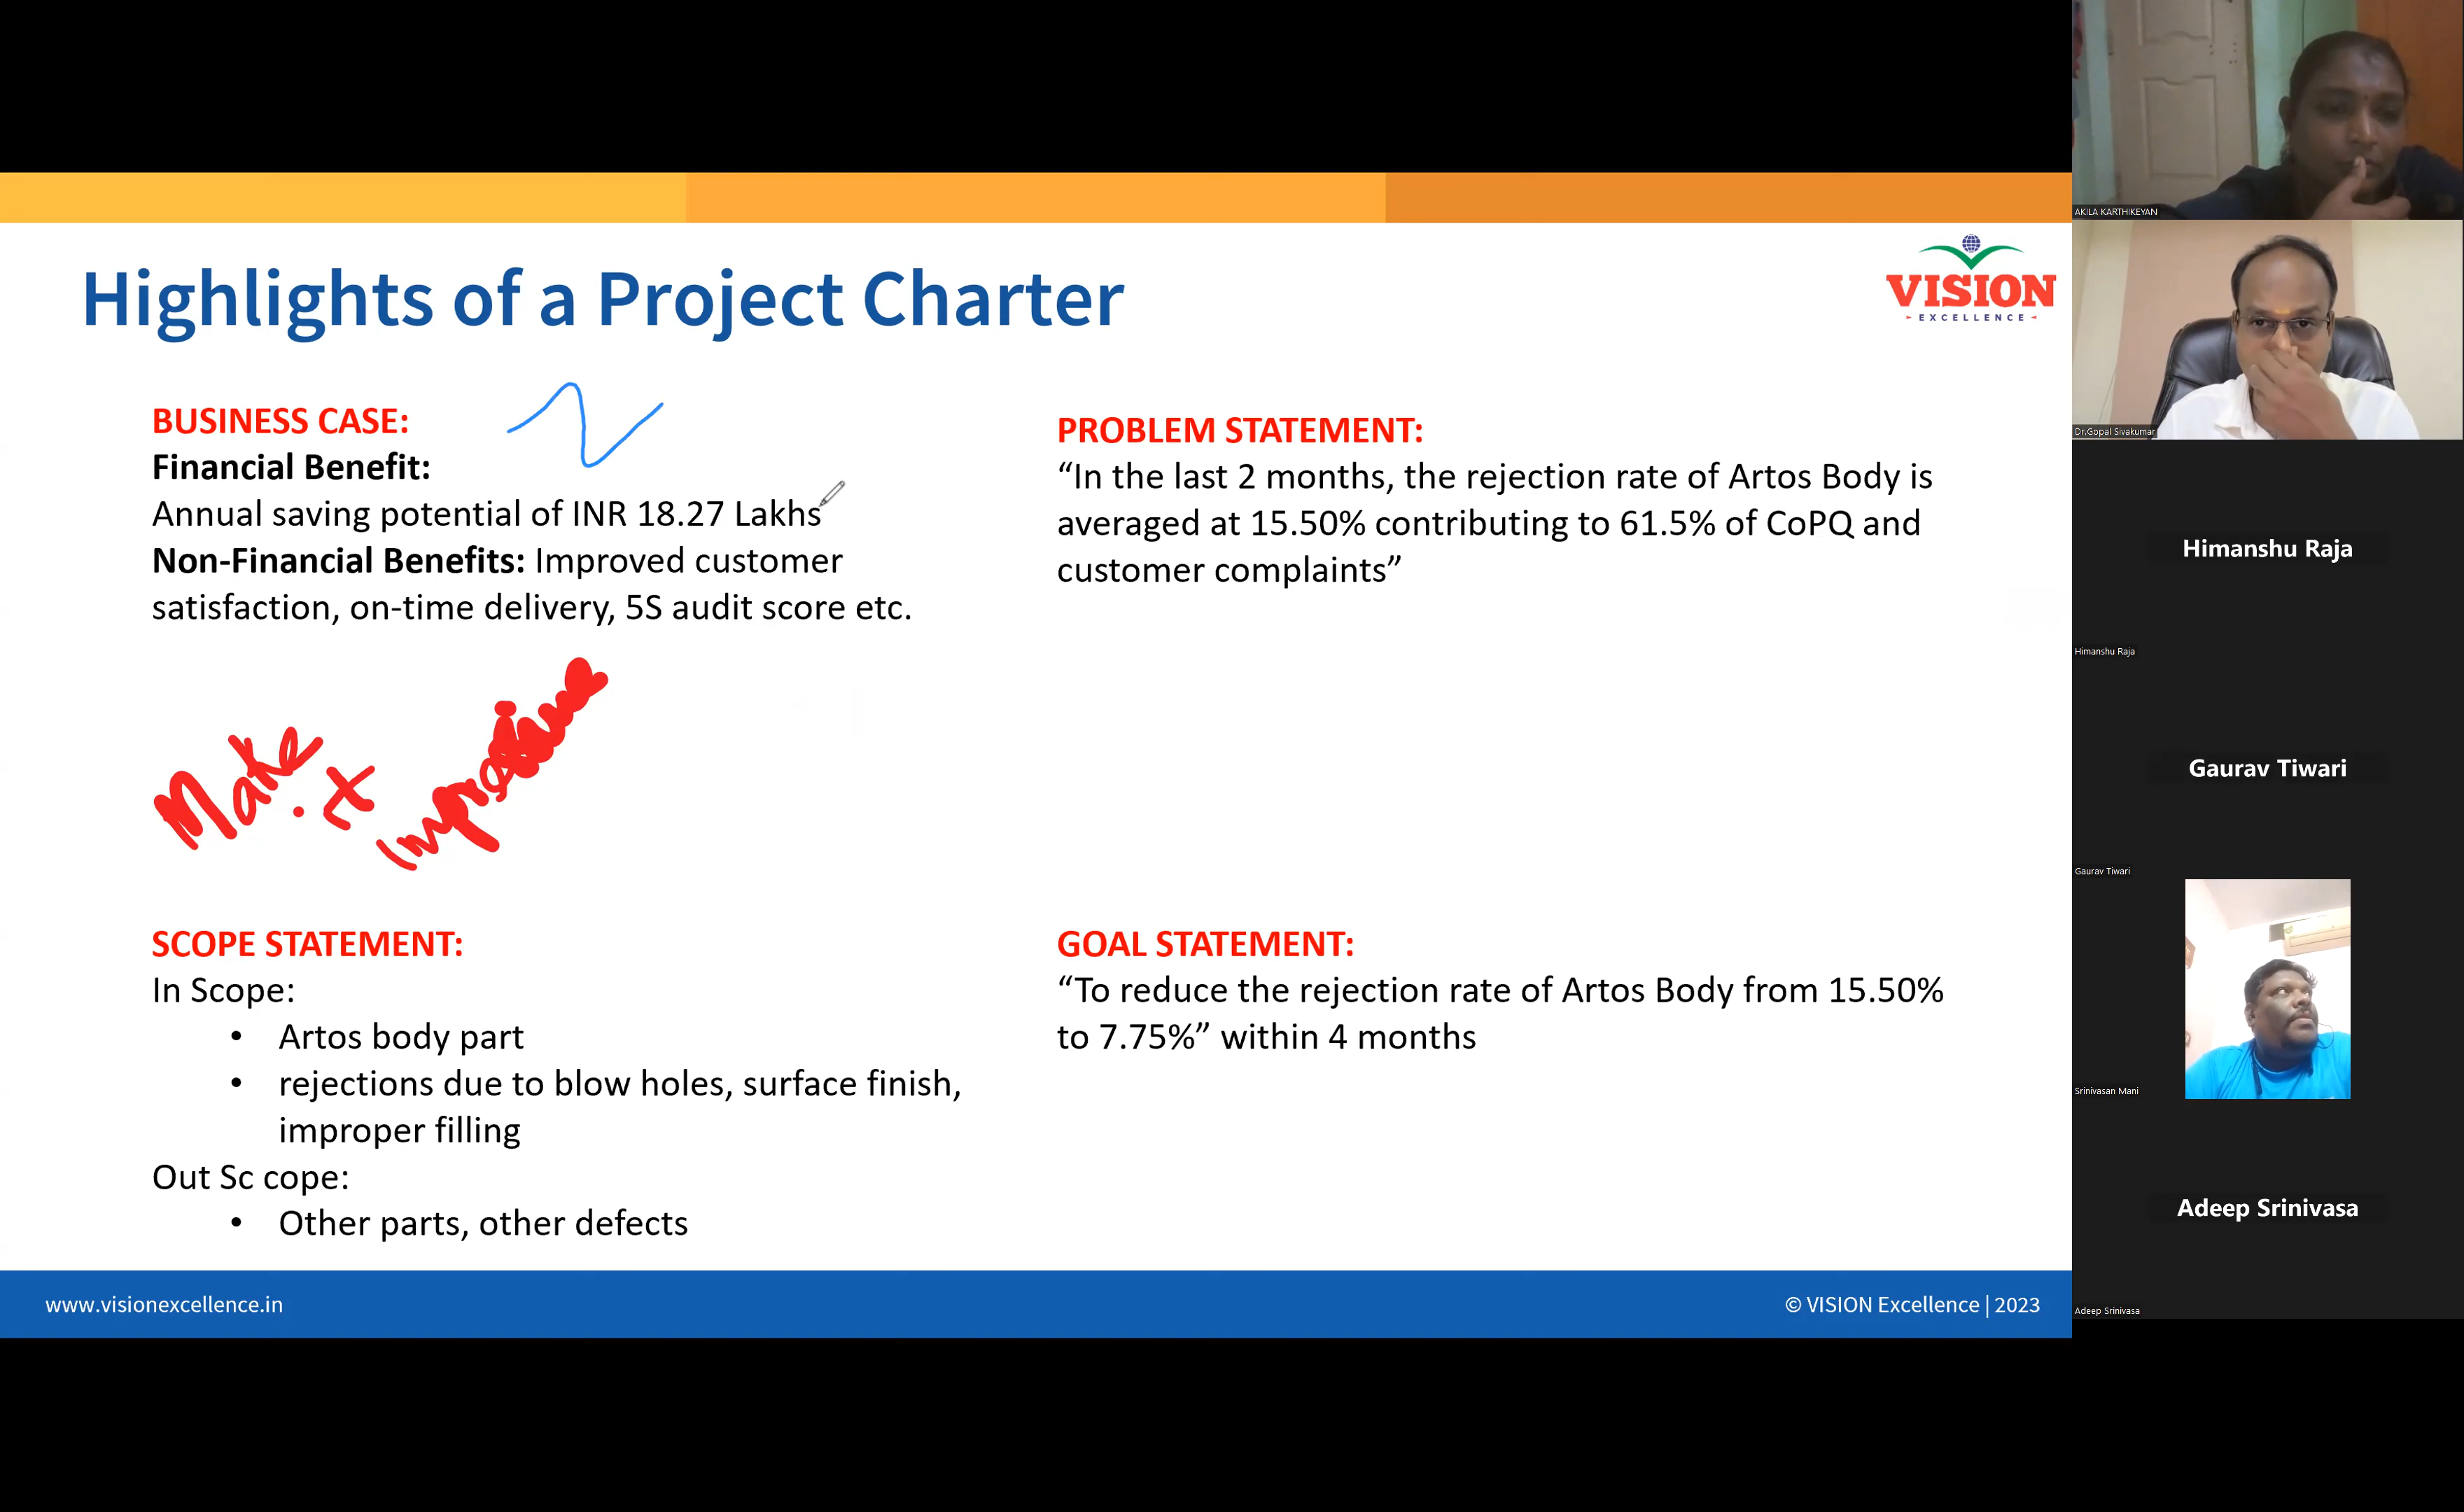 Highlights of a Project Charter
VISION
EXCELLENCE
BUSINESS CASE:
Financial Benefit:
Annual saving potential of INR 18.27 Lakhs
Non-Financial Benefits: Improved customer
satisfaction, on-time delivery, 5S audit score etc.
Make it
PROBLEM STATEMENT:
“In the last 2 months, the rejection rate of Artos Body is
averaged at 15.50% contributing to 61.5% of CoPQ and
customer complaints”
SCOPE STATEMENT:
In Scope:
• Artos body part
• rejections due to blow holes, surface finish,
improper filling
Out Sc cope:
• Other parts, other defects
GOAL STATEMENT:
“To reduce the rejection rate of Artos Body from 15.50%
to 7.75%” within 4 months
www.visionexcellence.in
© VISION Excellence | 2023
AKILA KARTHIKEYAN
Dr.Gopal Sivakumar
Himanshu Raja
Himanshu Raja
Gaurav Tiwari
Gaurav Tiwari
Srinivasan Mani
Adeep Srinivasa
Adeep Srinivasa